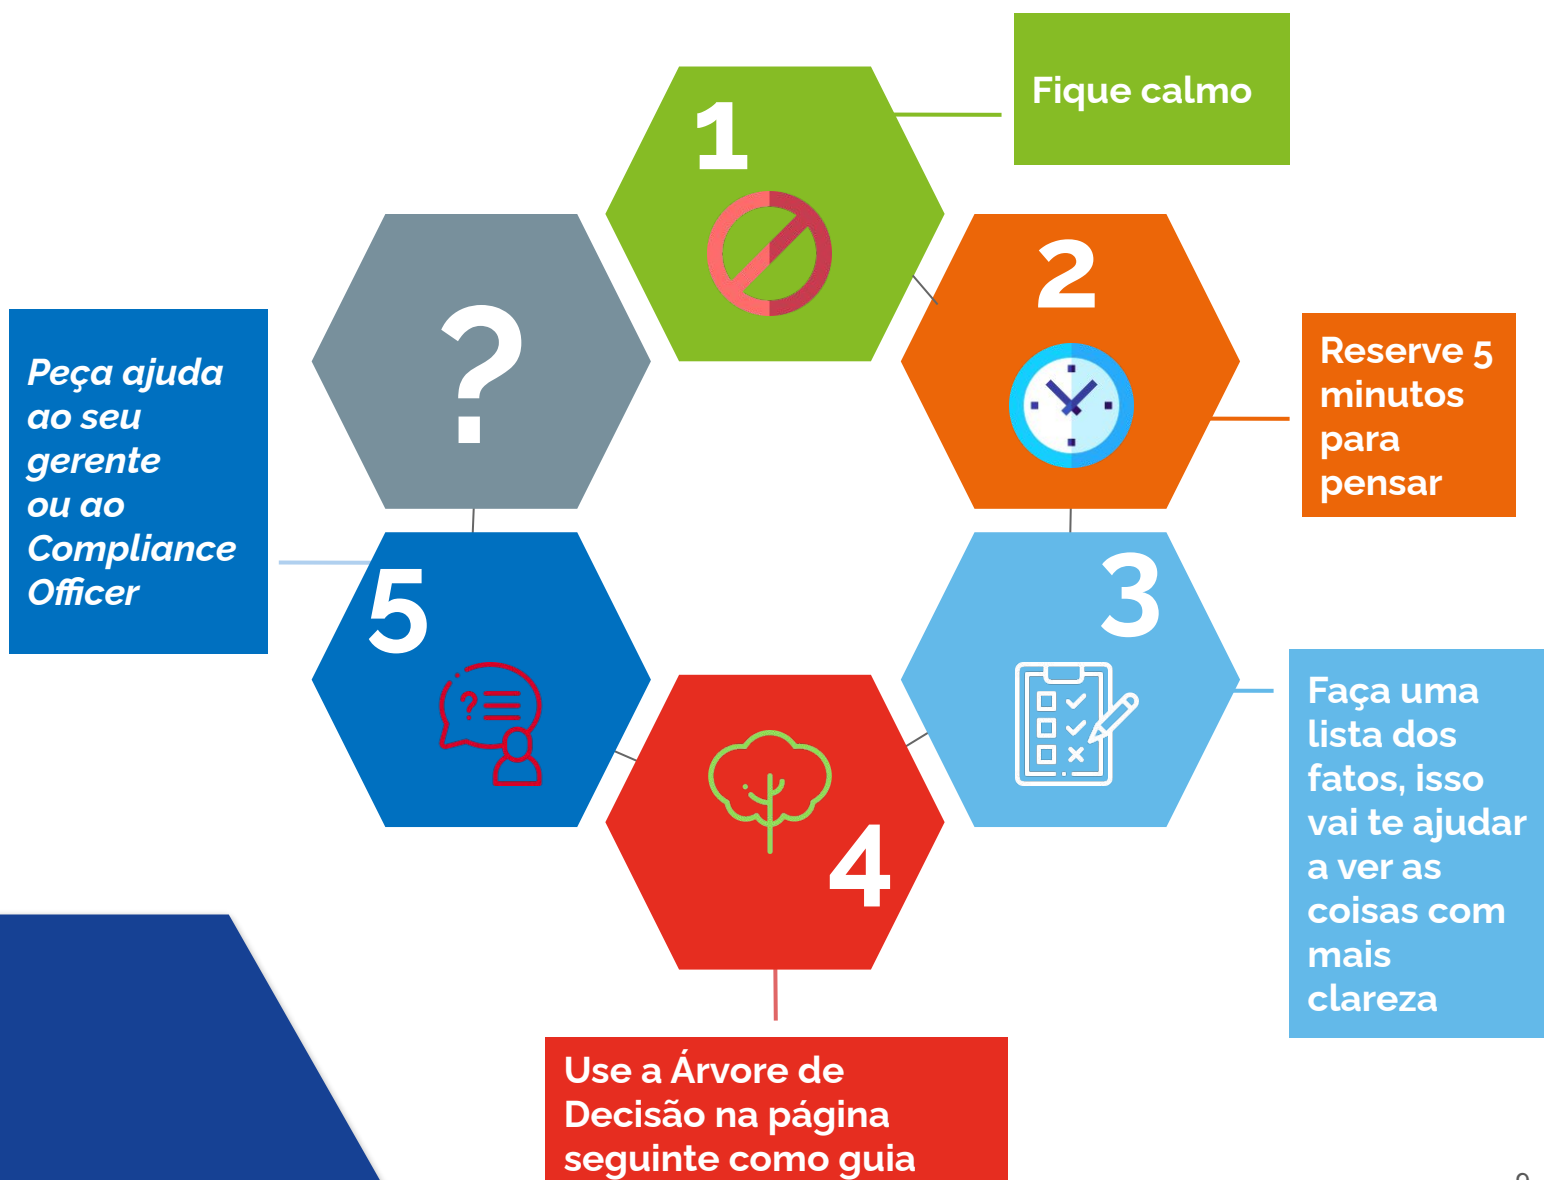 1
Fique calmo
2
Reserve 5
minutos
para
pensar
3
Faça uma
lista dos
fatos, isso
vai te ajudar
a ver as
coisas com
mais
clareza
4
Use a Árvore de
Decisão na página
seguinte como guia
5
Peça ajuda
ao seu
gerente
ou ao
Compliance
Officer
?
?